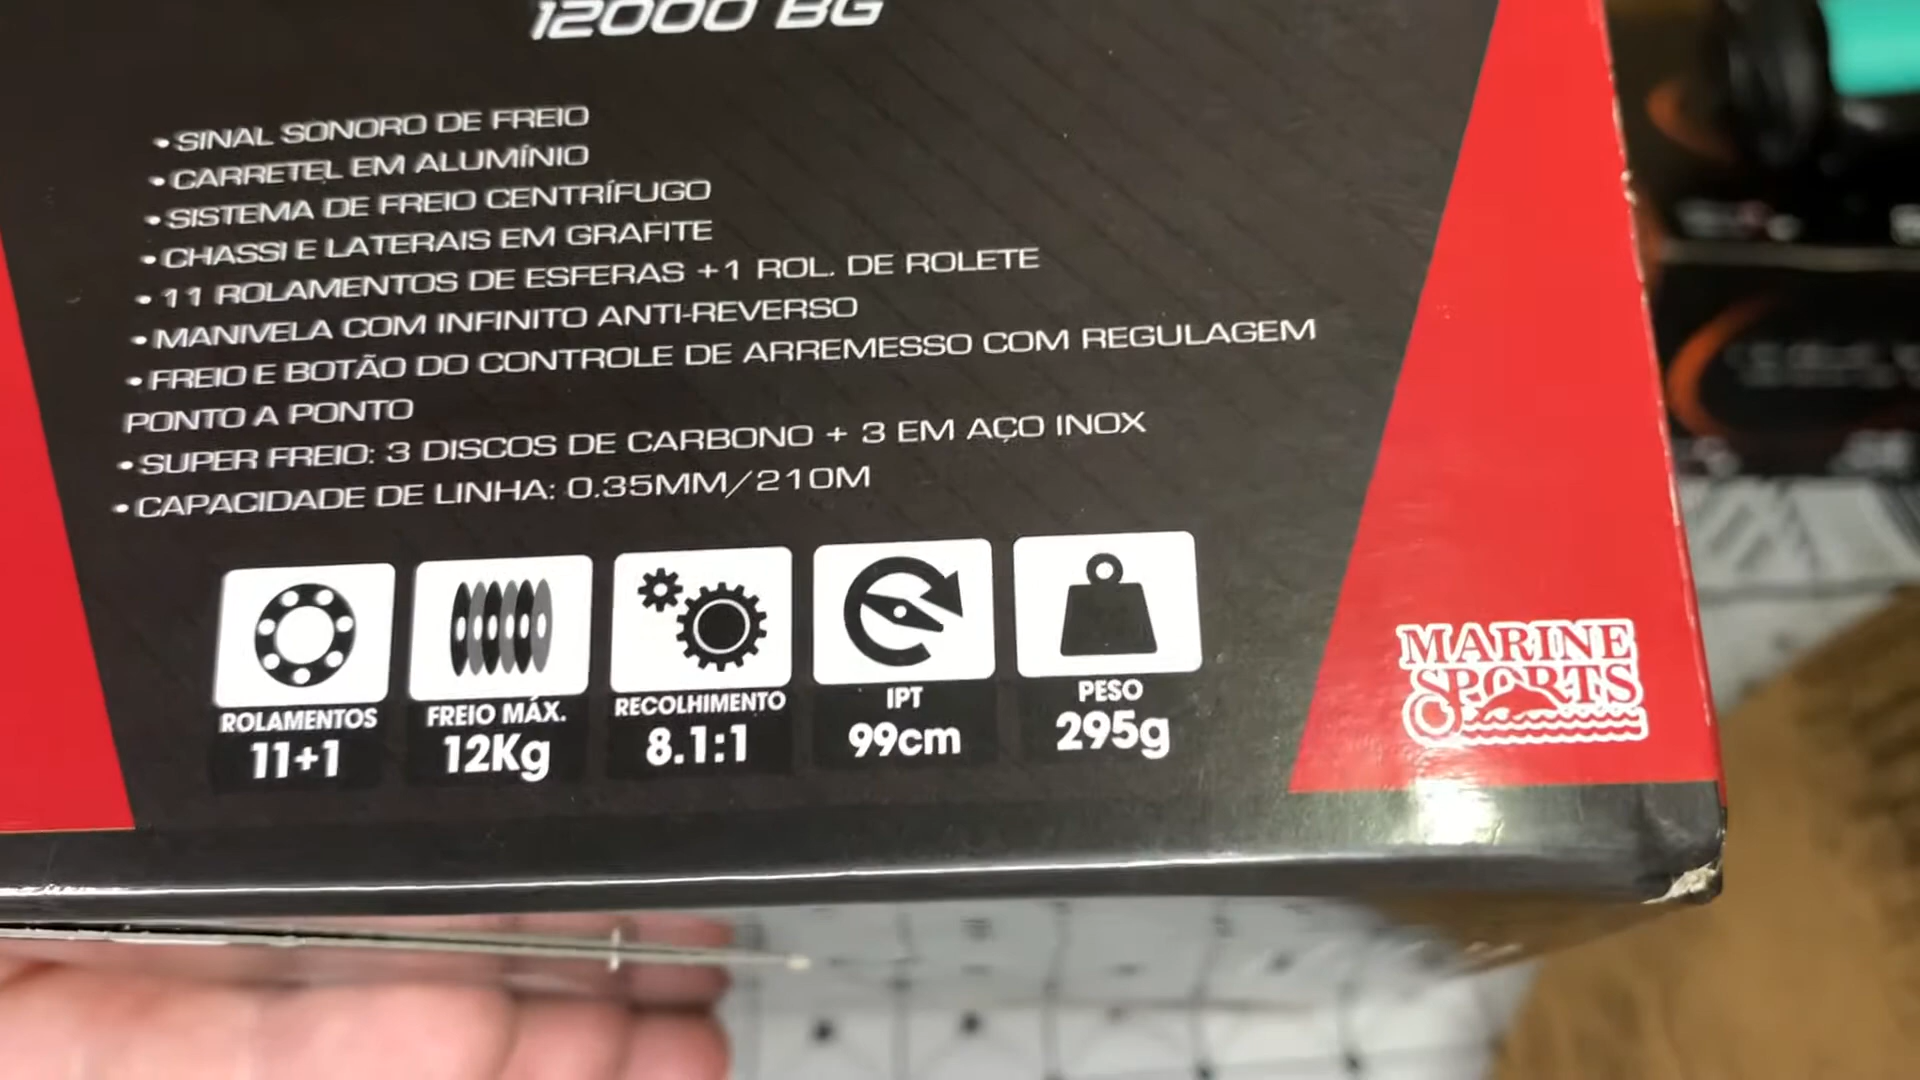 12000 BG
• SINAL SONORO DE FREIO
• CARRETEL EM ALUMÍNIO
• SISTEMA DE FREIO CENTRÍFUGO
• CHASSI E LATERAIS EM GRAFITE
• 11 ROLAMENTOS DE ESFERAS +1 ROL. DE ROLETE
• MANIVELA COM INFINITO ANTI-REVERSO
• FREIO E BOTÃO DO CONTROLE DE ARREMESSO COM REGULAGEM
PONTO A PONTO
• SUPER FREIO: 3 DISCOS DE CARBONO + 3 EM AÇO INOX
• CAPACIDADE DE LINHA: 0.35MM/210M
ROLAMENTOS
11+1
FREIO MÁX.
12Kg
RECOLHIMENTO
8.1:1
IPT
99cm
PESO
295g
MARINE
SPORTS